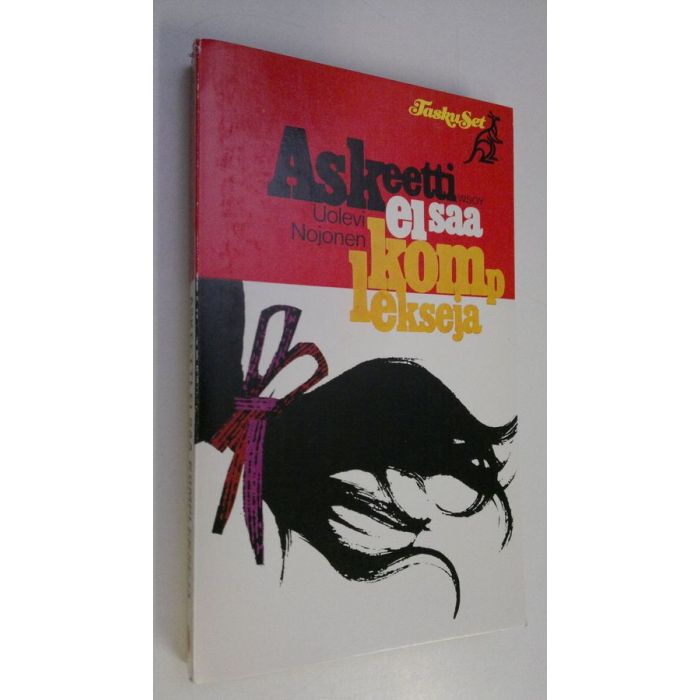 TaskuSet
Askeetti
WSOY
ei saa
Uolevi
Nojonen
komp
lekseja